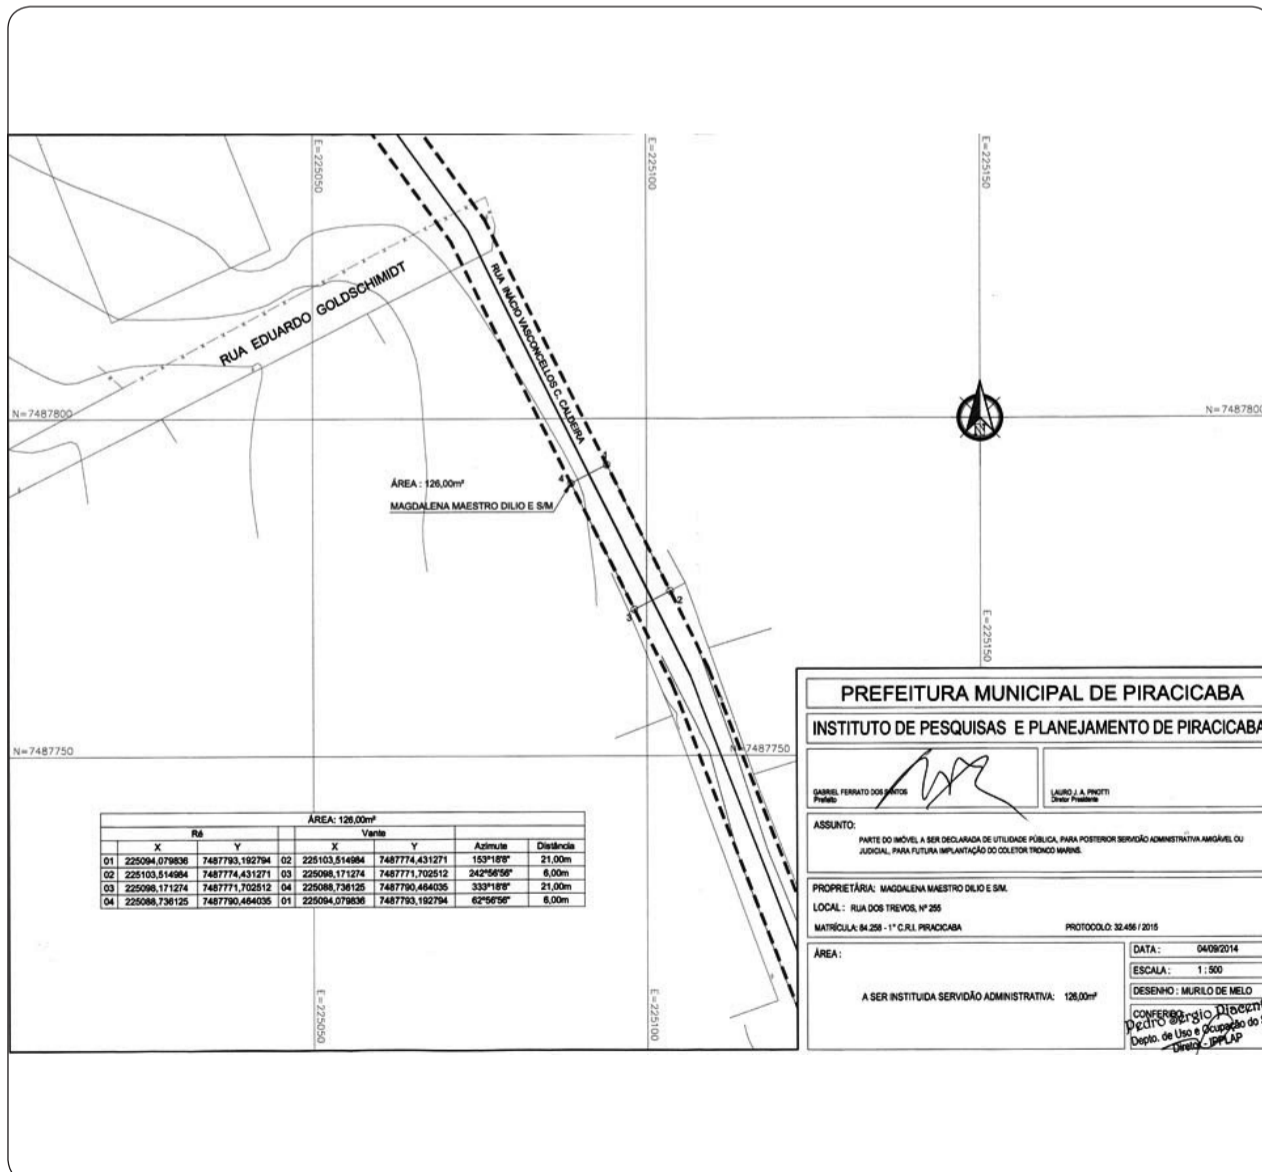 E=225050
E=225100
E=225150
RUA EDUARDO GOLDSCHIMIDT
RUA INÁCIO VASCONCELLOS C. CALDEIRA
N=7487800
N=7487800
N
4
ÁREA : 126,00m²
MAGDALENA MAESTRO DILIO E S/M
2
3
E=225150
N=7487750
N=7487750
ÁREA: 126,00m²
Ré Vante
X Y X Y Azimute Distância
01 225094,079836 7487793,192794 02 225103,514984 7487774,431271 153°18'8" 21,00m
02 225103,514984 7487774,431271 03 225098,171274 7487771,702512 242°56'56" 6,00m
03 225098,171274 7487771,702512 04 225088,736125 7487790,464035 333°18'8" 21,00m
04 225088,736125 7487790,464035 01 225094,079836 7487793,192794 62°56'56" 6,00m
E=225050
E=225100
PREFEITURA MUNICIPAL DE PIRACICABA
INSTITUTO DE PESQUISAS E PLANEJAMENTO DE PIRACICABA
GABRIEL FERRATO DOS SANTOS
Prefeito
LAURO J. A. PINOTTI
Diretor Presidente
ASSUNTO:
PARTE DO IMÓVEL A SER DECLARADA DE UTILIDADE PÚBLICA, PARA POSTERIOR SERVIDÃO ADMINISTRATIVA AMIGÁVEL OU
JUDICIAL, PARA FUTURA IMPLANTAÇÃO DO COLETOR TRONCO MARINS.
PROPRIETÁRIA: MAGDALENA MAESTRO DILIO E S/M.
LOCAL : RUA DOS TREVOS, Nº 255
MATRÍCULA: 84.258 - 1° C.R.I. PIRACICABA PROTOCOLO: 32.456 / 2015
ÁREA :
A SER INSTITUIDA SERVIDÃO ADMINISTRATIVA: 126,00m²
DATA : 04/09/2014
ESCALA : 1 : 500
DESENHO : MURILO DE MELO
CONFERIDO:
Pedro Sergio Piacent
Depto. de Uso e Ocupação do S
Diretor - IPPLAP